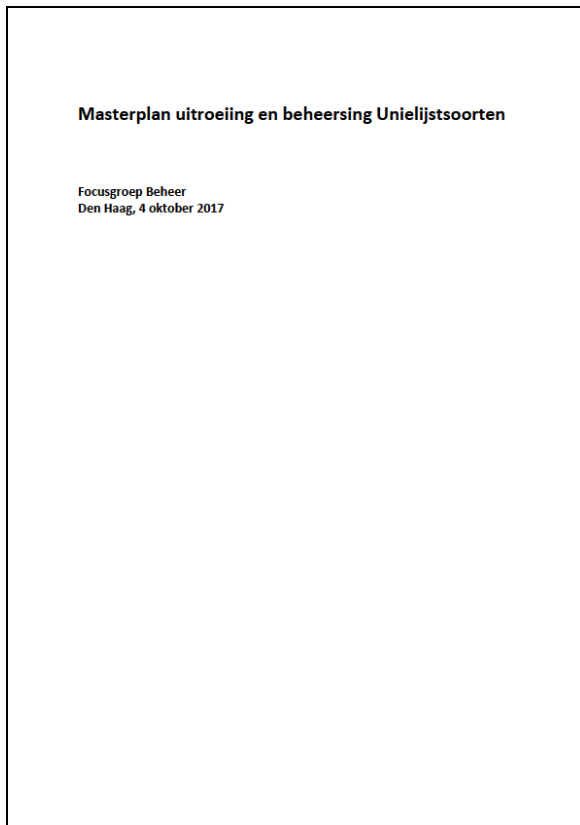 Masterplan uitroeiing en beheersing Unielijstsoorten
Focusgroep Beheer
Den Haag, 4 oktober 2017